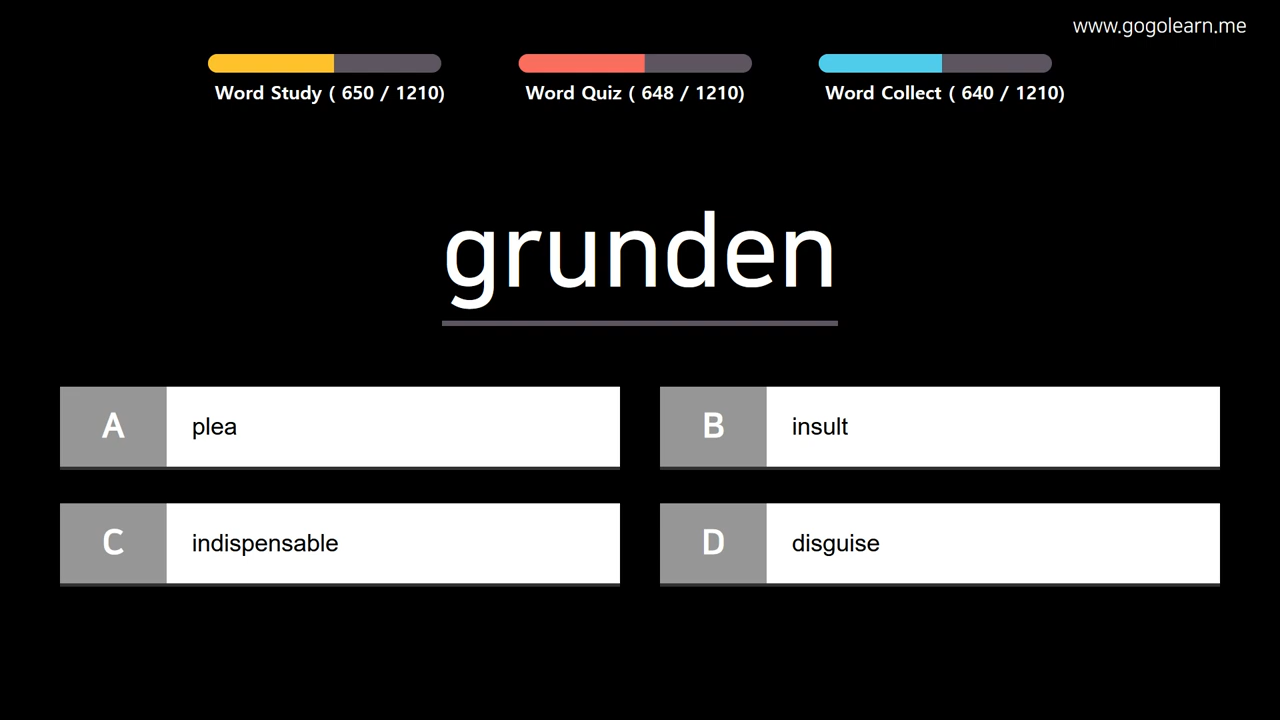 www.gogolearn.me
Word Study ( 650 / 1210)
Word Quiz ( 648 / 1210)
Word Collect ( 640 / 1210)
grunden
A plea
B insult
C indispensable
D disguise